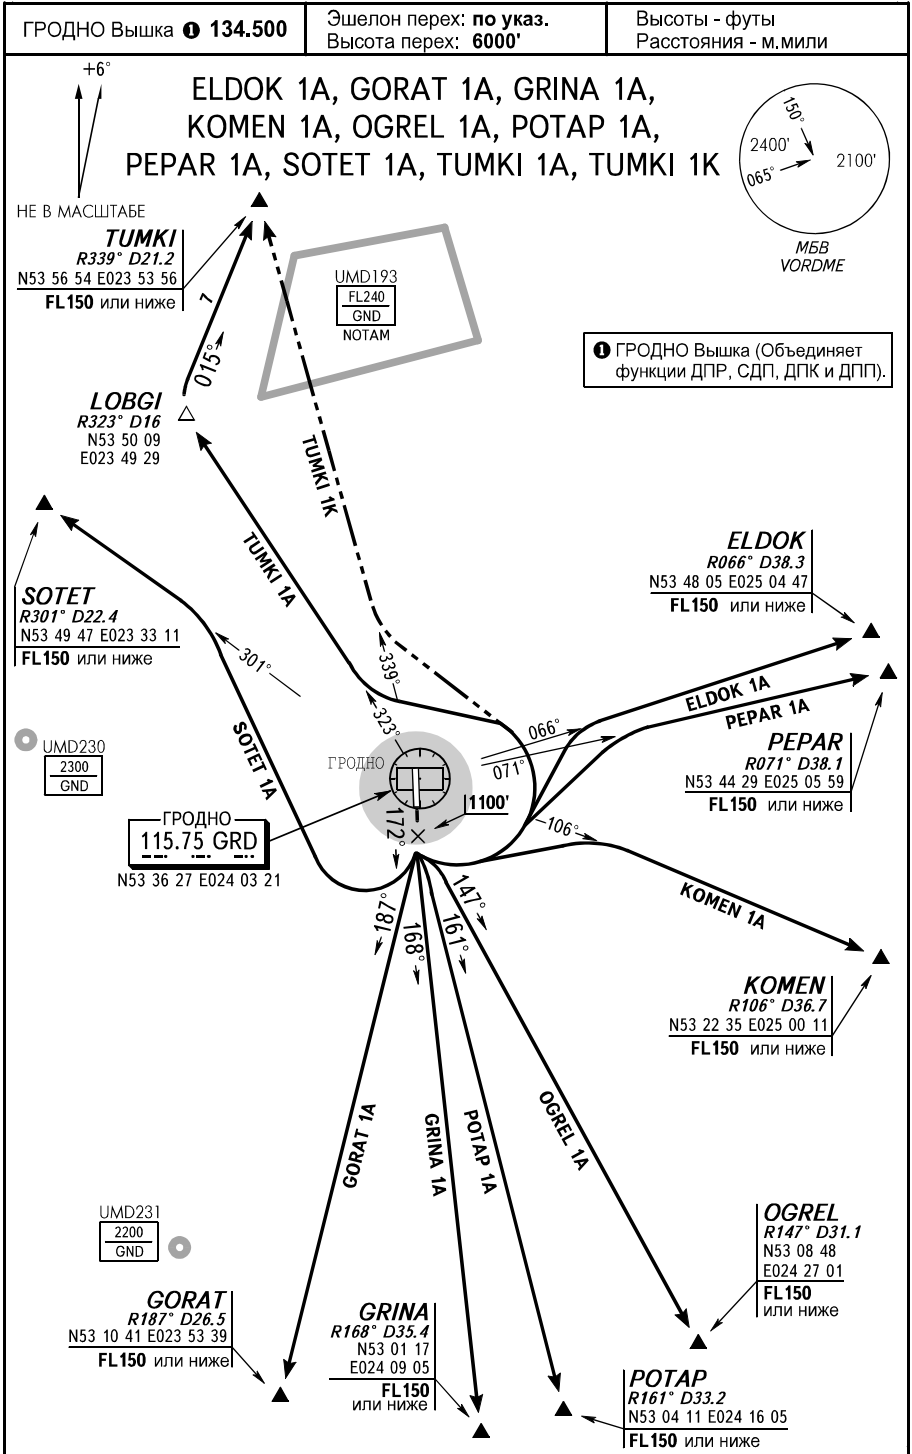 ГРОДНО Вышка ❶ 134.500
Эшелон перех: по указ.
Высота перех: 6000'
Высоты - футы
Расстояния - м.мили
+6°
НЕ В МАСШТАБЕ
ELDOK 1A, GORAT 1A, GRINA 1A,
KOMEN 1A, OGREL 1A, POTAP 1A,
PEPAR 1A, SOTET 1A, TUMKI 1A, TUMKI 1K
150°
2400'
2100'
065°
МБВ
VORDME
TUMKI
R339° D21.2
N53 56 54 E023 53 56
FL150 или ниже
UMD193
FL240
GND
NOTAM
❶ ГРОДНО Вышка (Объединяет
функции ДПР, СДП, ДПК и ДПП).
7
015°
LOBGI
R323° D16
N53 50 09
E023 49 29
TUMKI 1K
TUMKI 1A
ELDOK
R066° D38.3
N53 48 05 E025 04 47
FL150 или ниже
SOTET
R301° D22.4
N53 49 47 E023 33 11
FL150 или ниже
301°
339°
323°
SOTET 1A
066°
071°
ELDOK 1A
PEPAR 1A
PEPAR
R071° D38.1
N53 44 29 E025 05 59
FL150 или ниже
UMD230
2300
GND
ГРОДНО
1100'
ГРОДНО
115.75 GRD
N53 36 27 E024 03 21
172°
106°
KOMEN 1A
187°
168°
161°
147°
KOMEN
R106° D36.7
N53 22 35 E025 00 11
FL150 или ниже
GORAT 1A
GRINA 1A
POTAP 1A
OGREL 1A
UMD231
2200
GND
OGREL
R147° D31.1
N53 08 48
E024 27 01
FL150
или ниже
GORAT
R187° D26.5
N53 10 41 E023 53 39
FL150 или ниже
GRINA
R168° D35.4
N53 01 17
E024 09 05
FL150
или ниже
POTAP
R161° D33.2
N53 04 11 E024 16 05
FL150 или ниже